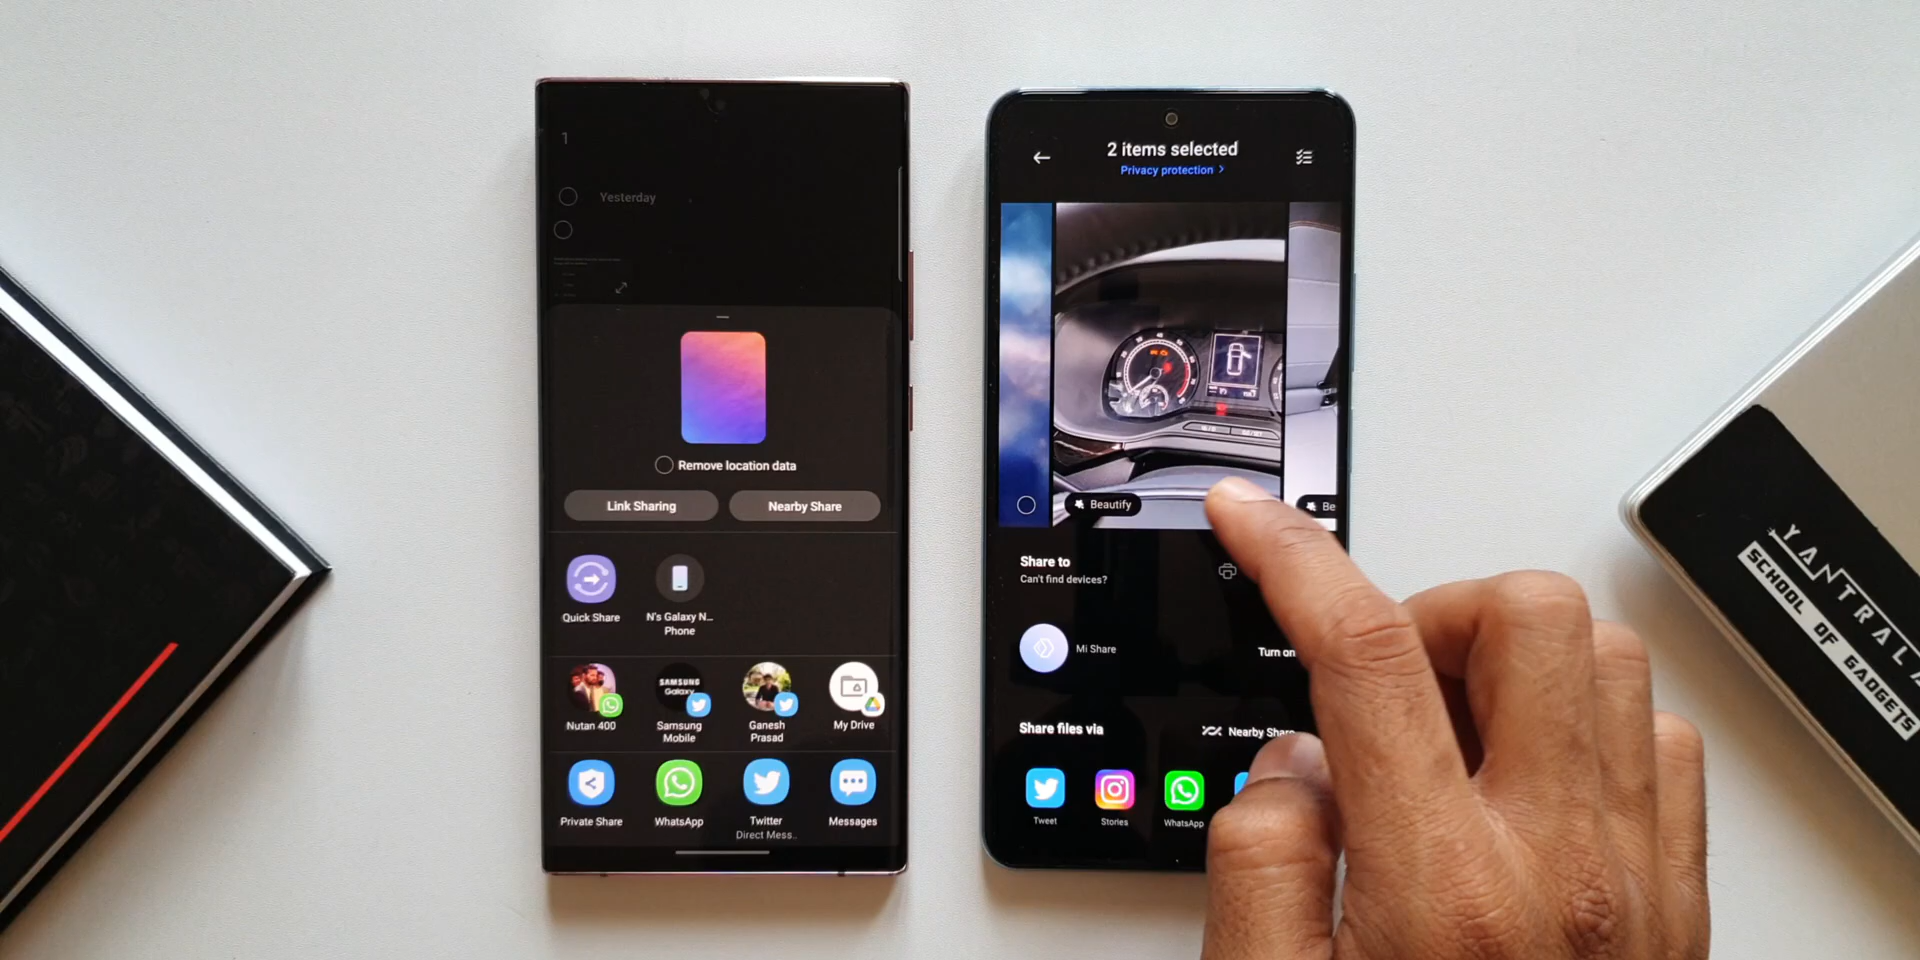 1
Yesterday
Remove location data
Link Sharing
Nearby Share
Quick Share
N's Galaxy N...
Phone
Nutan 400
SAMSUNG
Galaxy
Samsung
Mobile
Ganesh
Prasad
My Drive
Private Share
WhatsApp
Twitter
Direct Mess..
Messages
2 items selected
Privacy protection >
Beautify
Be
Share to
Can't find devices?
Mi Share
Turn on
Share files via
Nearby Share
Tweet
Stories
WhatsApp
YANTRALA
SCHOOL OF GADGETS